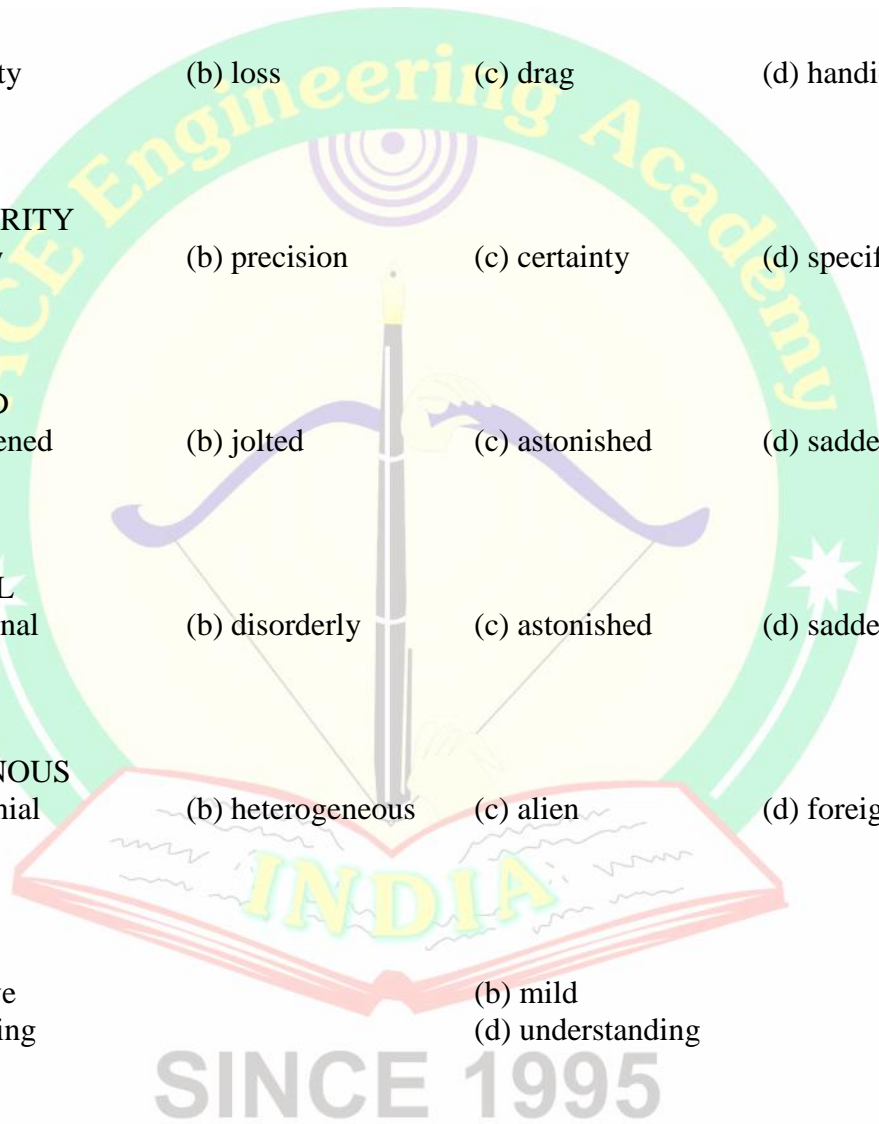 ty (b) loss (c) drag (d) handi
RITY
(b) precision (c) certainty (d) specif
D
ened (b) jolted (c) astonished (d) sadde
L
nal (b) disorderly (c) astonished (d) sadde
NOUS
nial (b) heterogeneous (c) alien (d) foreig
e (b) mild
ing (d) understanding
ACE Engineering Academy
INDIA
SINCE 1995